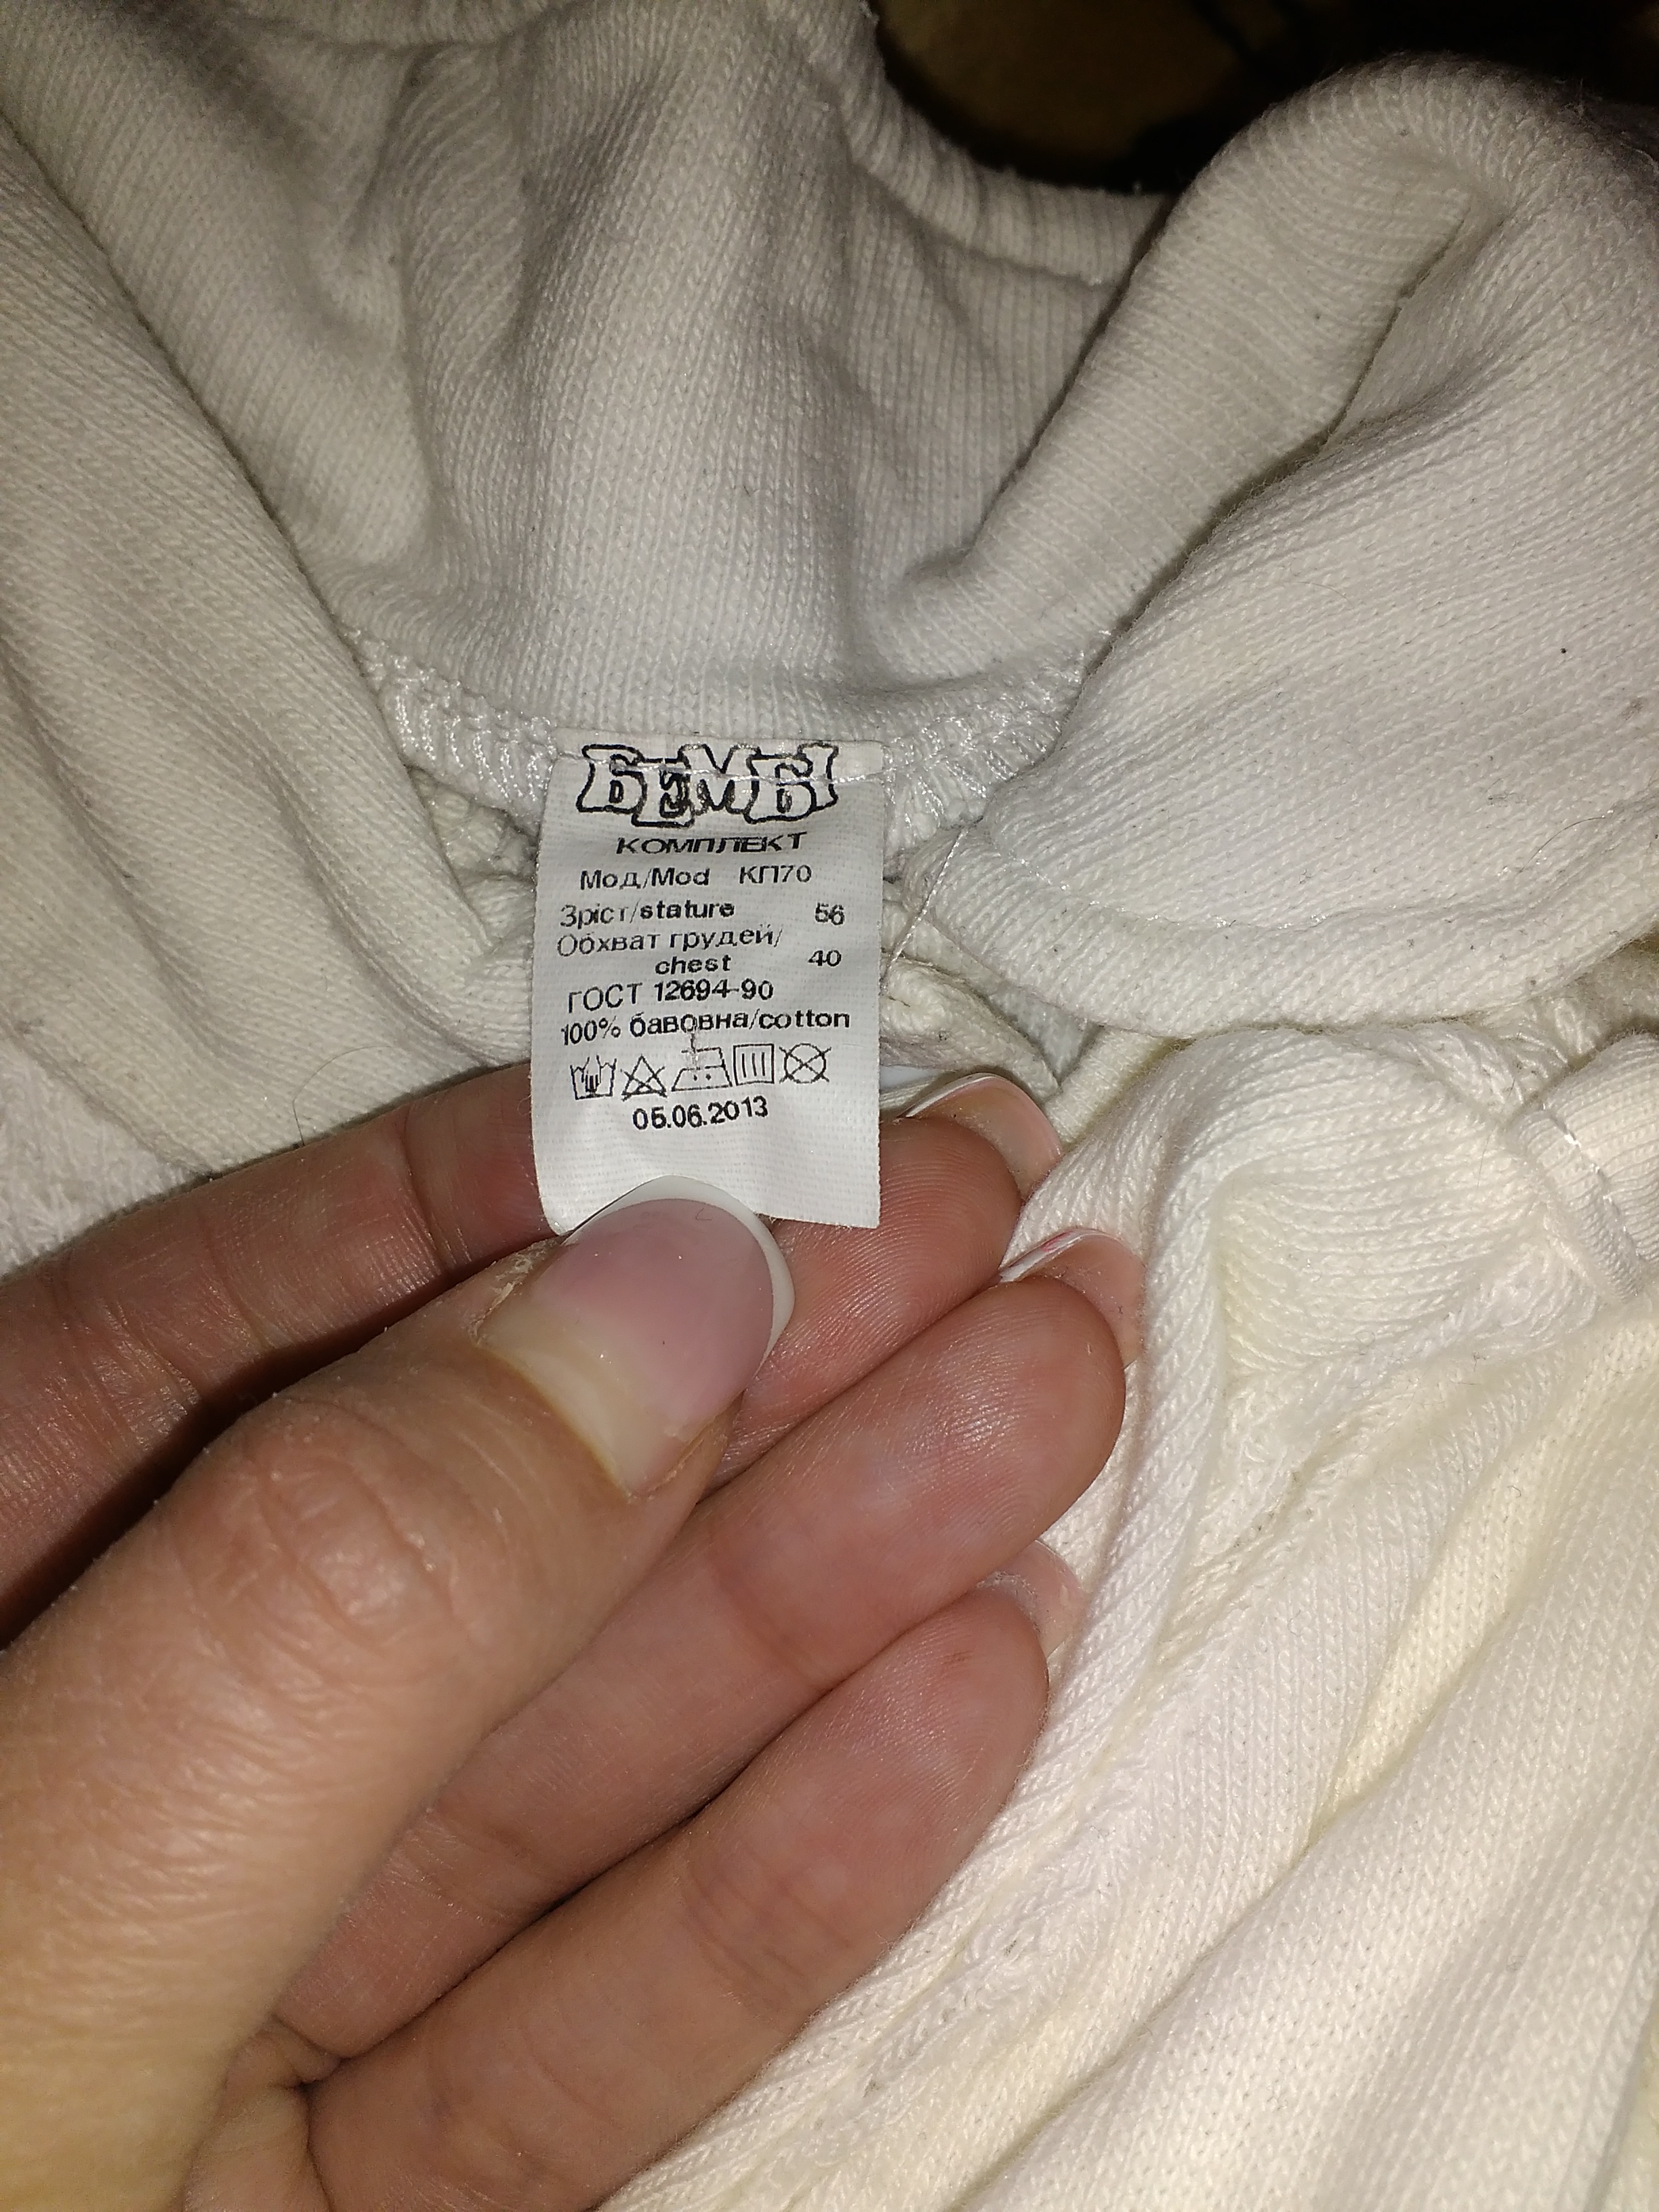 БЕМБІ
КОМПЛЕКТ
Мод/Mod КП70
Зріст/stature 56
Обхват грудей/
chest 40
ГОСТ 12694-90
100% бавовна/cotton
05.06.2013